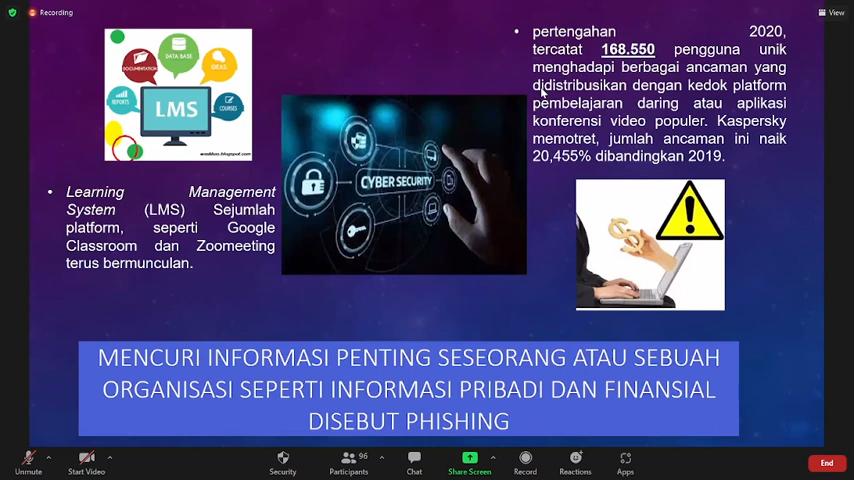 Recording
View
DATA BASE
DOCUMENTATION
IDEAS
REPORTS
LMS
COURSES
• Learning Management
System (LMS) Sejumlah
platform, seperti Google
Classroom dan Zoomeeting
terus bermunculan.
CYBER SECURITY
• pertengahan 2020,
tercatat 168.550 pengguna unik
menghadapi berbagai ancaman yang
didistribusikan dengan kedok platform
pembelajaran daring atau aplikasi
konferensi video populer. Kaspersky
memotret, jumlah ancaman ini naik
20,455% dibandingkan 2019.
MENCURI INFORMASI PENTING SESEORANG ATAU SEBUAH
ORGANISASI SEPERTI INFORMASI PRIBADI DAN FINANSIAL
DISEBUT PHISHING
Unmute
Start Video
Security
Participants 96
Chat
Share Screen
Record
Reactions
Apps
End